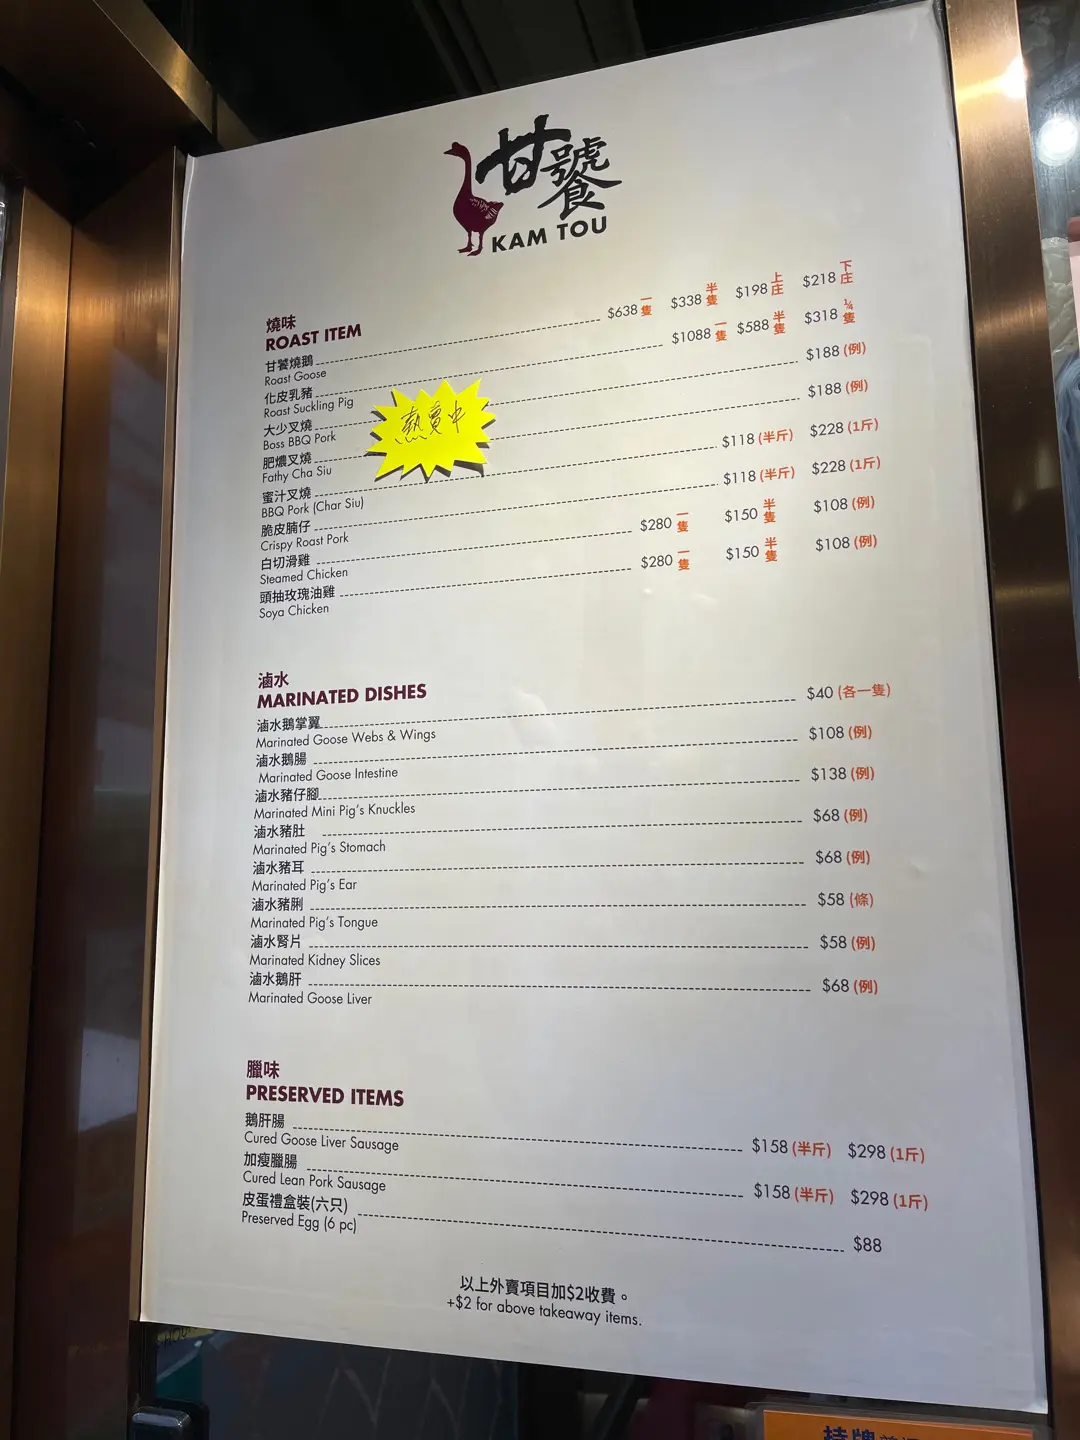 甘饕
KAM TOU
燒味
ROAST ITEM
甘饕燒鵝 $638 一隻 $338 半隻 $198 上庄 $218 下庄
Roast Goose
化皮乳豬 $1088 一隻 $588 半隻 $318 ¼隻
Roast Suckling Pig
大少叉燒 $188 (例)
Boss BBQ Pork
熱賣中
肥燶叉燒 $188 (例)
Fathy Cha Siu
蜜汁叉燒 $118 (半斤) $228 (1斤)
BBQ Pork (Char Siu)
脆皮腩仔 $118 (半斤) $228 (1斤)
Crispy Roast Pork
白切滑雞 $280 一隻 $150 半隻 $108 (例)
Steamed Chicken
頭抽玫瑰油雞 $280 一隻 $150 半隻 $108 (例)
Soya Chicken
滷水
MARINATED DISHES
滷水鵝掌翼 $40 (各一隻)
Marinated Goose Webs & Wings
滷水鵝腸 $108 (例)
Marinated Goose Intestine
滷水豬仔腳 $138 (例)
Marinated Mini Pig's Knuckles
滷水豬肚 $68 (例)
Marinated Pig's Stomach
滷水豬耳 $68 (例)
Marinated Pig's Ear
滷水豬脷 $58 (條)
Marinated Pig's Tongue
滷水腎片 $58 (例)
Marinated Kidney Slices
滷水鵝肝 $68 (例)
Marinated Goose Liver
臘味
PRESERVED ITEMS
鵝肝腸 $158 (半斤) $298 (1斤)
Cured Goose Liver Sausage
加瘦臘腸 $158 (半斤) $298 (1斤)
Cured Lean Pork Sausage
皮蛋禮盒裝(六只) $88
Preserved Egg (6 pc)
以上外賣項目加$2收費。
+$2 for above takeaway items.